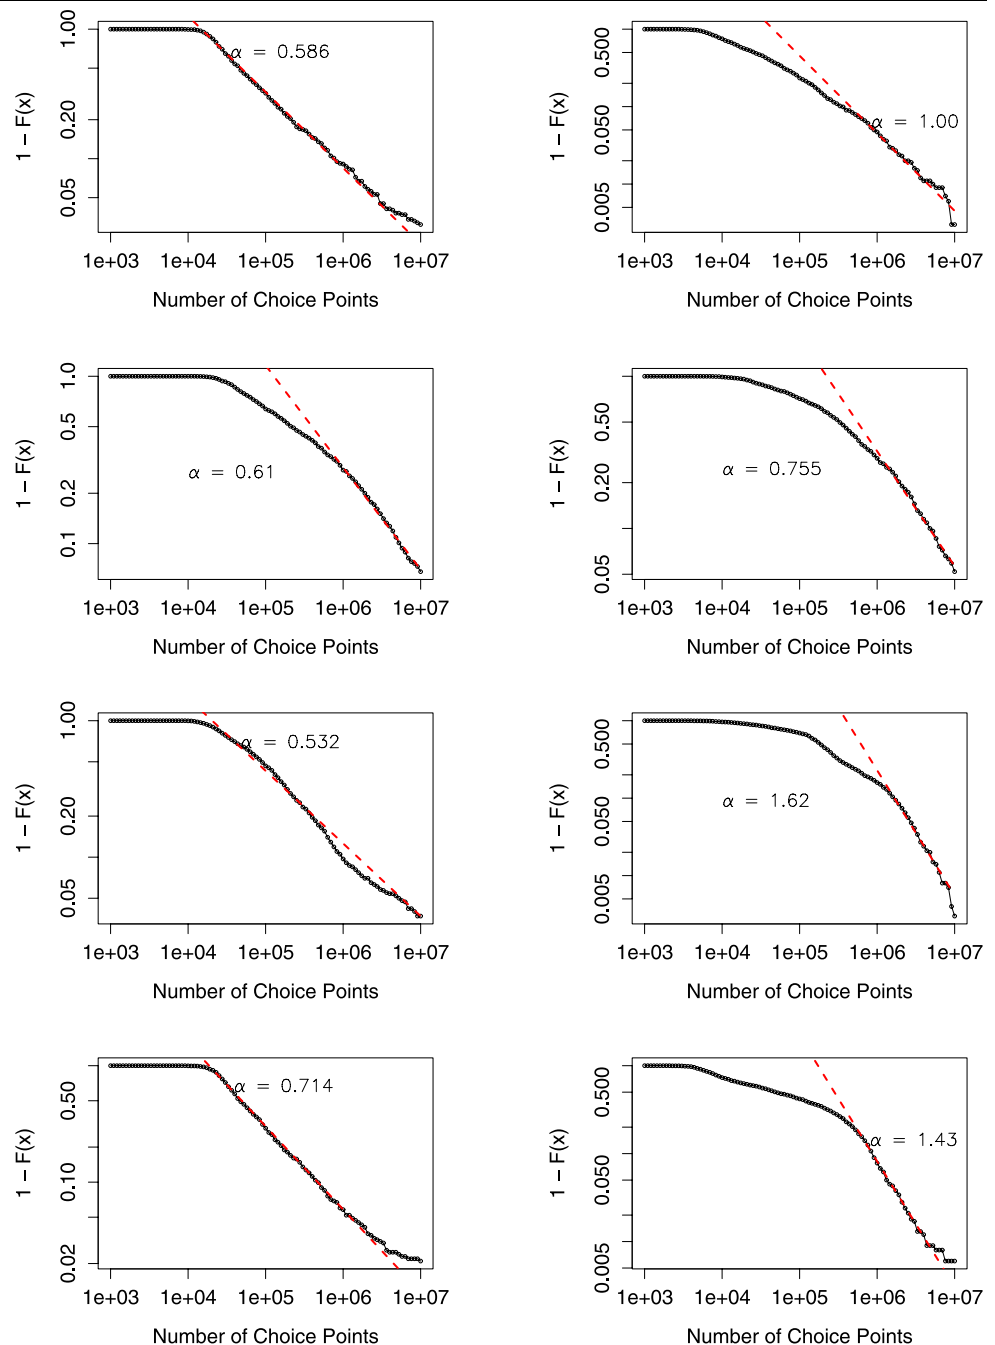 1.00
0.20
0.05
1 − F(x)
α = 0.586
1e+03 1e+04 1e+05 1e+06 1e+07
Number of Choice Points
0.500
0.050
0.005
1 − F(x)
α = 1.00
1e+03 1e+04 1e+05 1e+06 1e+07
Number of Choice Points
1.0
0.5
0.2
0.1
1 − F(x)
α = 0.61
1e+03 1e+04 1e+05 1e+06 1e+07
Number of Choice Points
0.50
0.20
0.05
1 − F(x)
α = 0.755
1e+03 1e+04 1e+05 1e+06 1e+07
Number of Choice Points
1.00
0.20
0.05
1 − F(x)
α = 0.532
1e+03 1e+04 1e+05 1e+06 1e+07
Number of Choice Points
0.500
0.050
0.005
1 − F(x)
α = 1.62
1e+03 1e+04 1e+05 1e+06 1e+07
Number of Choice Points
0.50
0.10
0.02
1 − F(x)
α = 0.714
1e+03 1e+04 1e+05 1e+06 1e+07
Number of Choice Points
0.500
0.050
0.005
1 − F(x)
α = 1.43
1e+03 1e+04 1e+05 1e+06 1e+07
Number of Choice Points